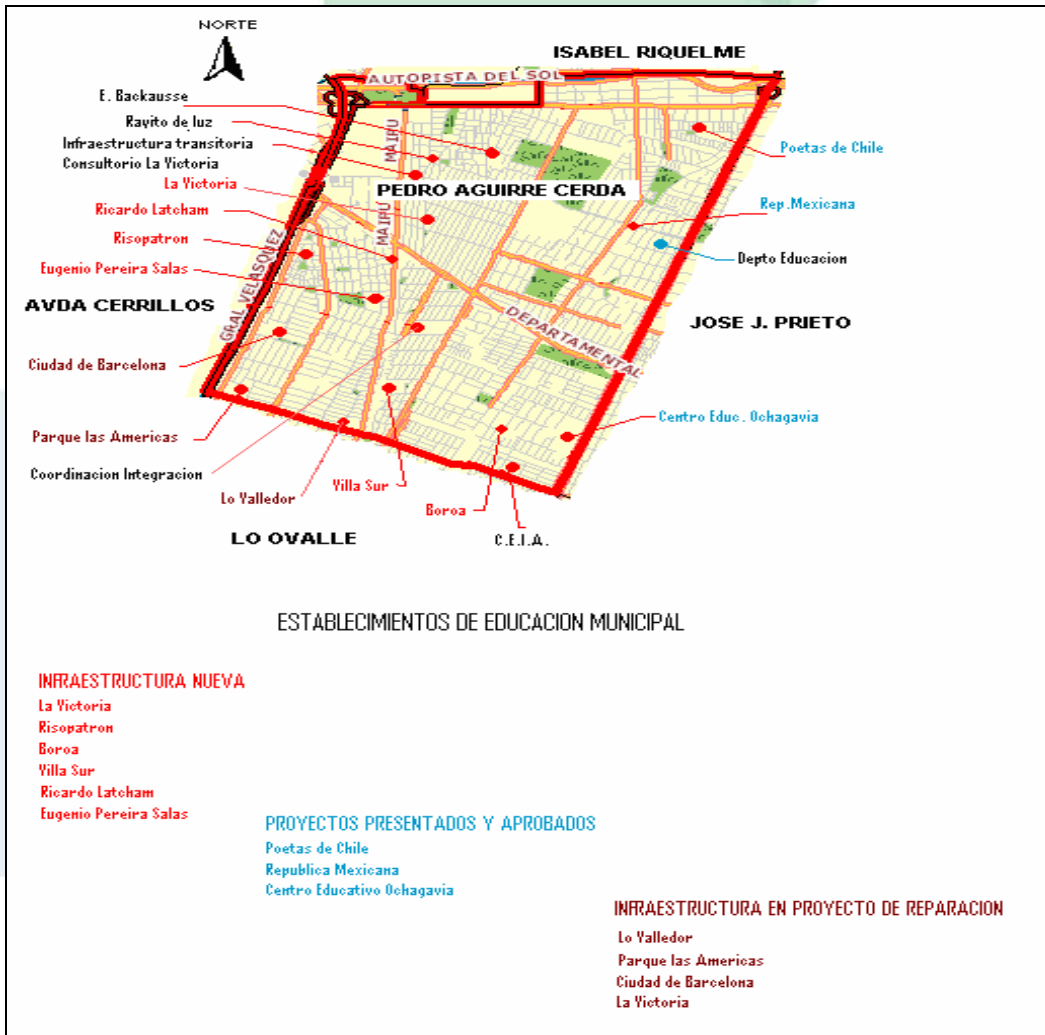 NORTE
ISABEL RIQUELME
AUTOPISTA DEL SOL
E. Backausse
Rayito de luz
Infraestructura transitoria
Consultorio La Victoria
MAIPU
Poetas de Chile
La Victoria
PEDRO AGUIRRE CERDA
Ricardo Latcham
Rep.Mexicana
Risopatron
MAIPU
Depto Educacion
Eugenio Pereira Salas
GRAL VELASQUEZ
AVDA CERRILLOS
DEPARTAMENTAL
JOSE J. PRIETO
Ciudad de Barcelona
Centro Educ. Ochagavia
Parque las Americas
Coordinacion Integracion
Lo Valledor
Villa Sur
Boroa
LO OVALLE
C.E.I.A.
ESTABLECIMIENTOS DE EDUCACION MUNICIPAL
INFRAESTRUCTURA NUEVA
La Victoria
Risopatron
Boroa
Villa Sur
Ricardo Latcham
Eugenio Pereira Salas
PROYECTOS PRESENTADOS Y APROBADOS
Poetas de Chile
Republica Mexicana
Centro Educativo Ochagavia
INFRAESTRUCTURA EN PROYECTO DE REPARACION
Lo Valledor
Parque las Americas
Ciudad de Barcelona
La Victoria